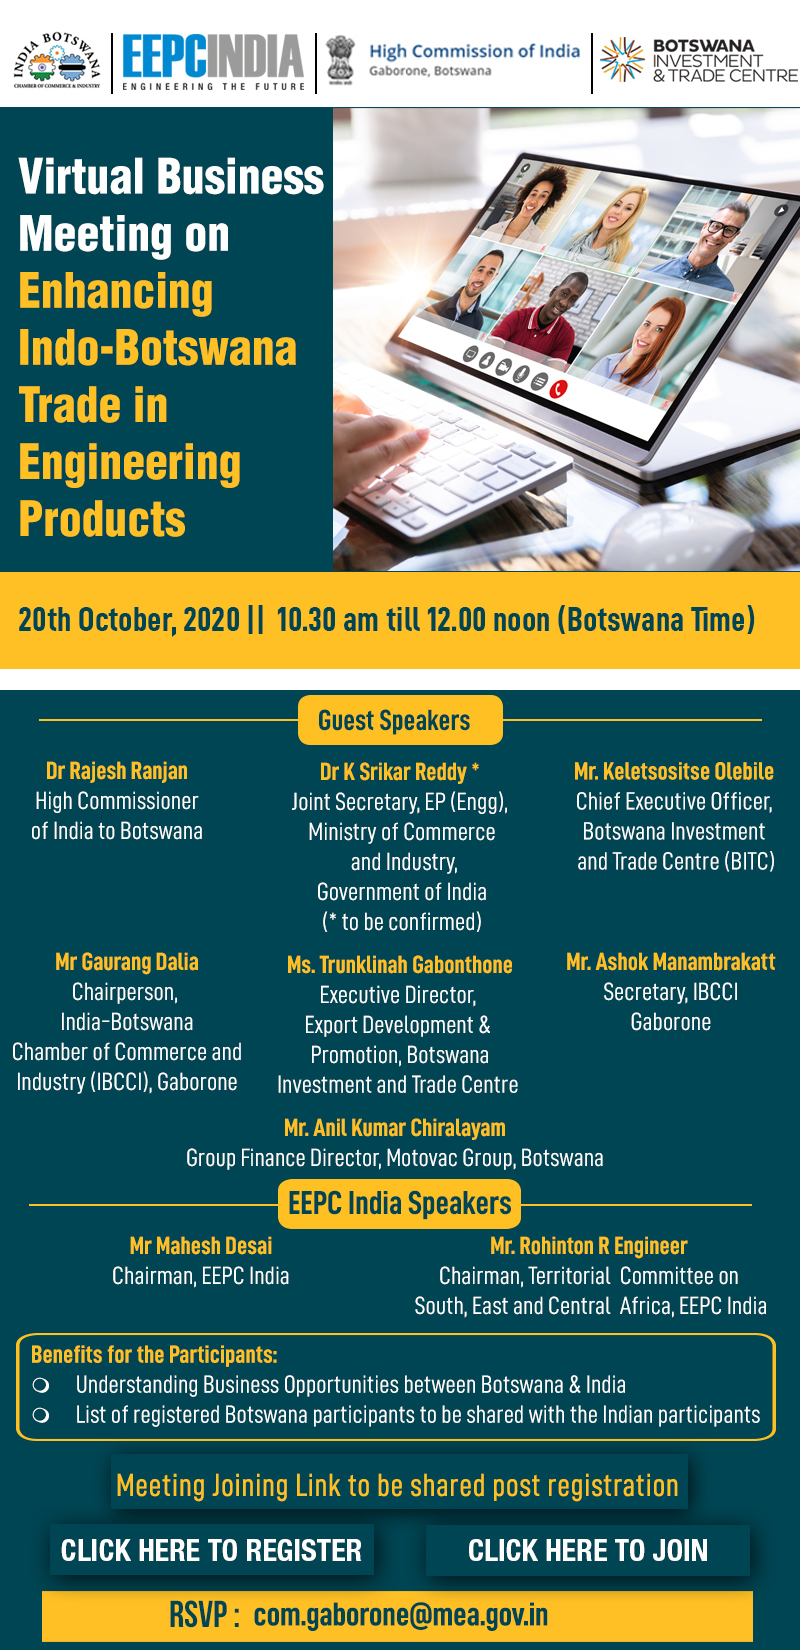 INDIA BOTSWANA
CHAMBER OF COMMERCE & INDUSTRY
EEPCINDIA
ENGINEERING THE FUTURE
High Commission of India
Gaborone, Botswana
BOTSWANA
INVESTMENT
& TRADE CENTRE
Virtual Business
Meeting on
Enhancing
Indo-Botswana
Trade in
Engineering
Products
20th October, 2020 || 10.30 am till 12.00 noon (Botswana Time)
Guest Speakers
Dr Rajesh Ranjan
High Commissioner
of India to Botswana
Dr K Srikar Reddy *
Joint Secretary, EP (Engg),
Ministry of Commerce
and Industry,
Government of India
(* to be confirmed)
Mr. Keletsositse Olebile
Chief Executive Officer,
Botswana Investment
and Trade Centre (BITC)
Mr Gaurang Dalia
Chairperson,
India-Botswana
Chamber of Commerce and
Industry (IBCCI), Gaborone
Ms. Trunklinah Gabonthone
Executive Director,
Export Development &
Promotion, Botswana
Investment and Trade Centre
Mr. Ashok Manambrakatt
Secretary, IBCCI
Gaborone
Mr. Anil Kumar Chiralayam
Group Finance Director, Motovac Group, Botswana
EEPC India Speakers
Mr Mahesh Desai
Chairman, EEPC India
Mr. Rohinton R Engineer
Chairman, Territorial Committee on
South, East and Central Africa, EEPC India
Benefits for the Participants:
❍ Understanding Business Opportunities between Botswana & India
❍ List of registered Botswana participants to be shared with the Indian participants
Meeting Joining Link to be shared post registration
CLICK HERE TO REGISTER
CLICK HERE TO JOIN
RSVP : com.gaborone@mea.gov.in